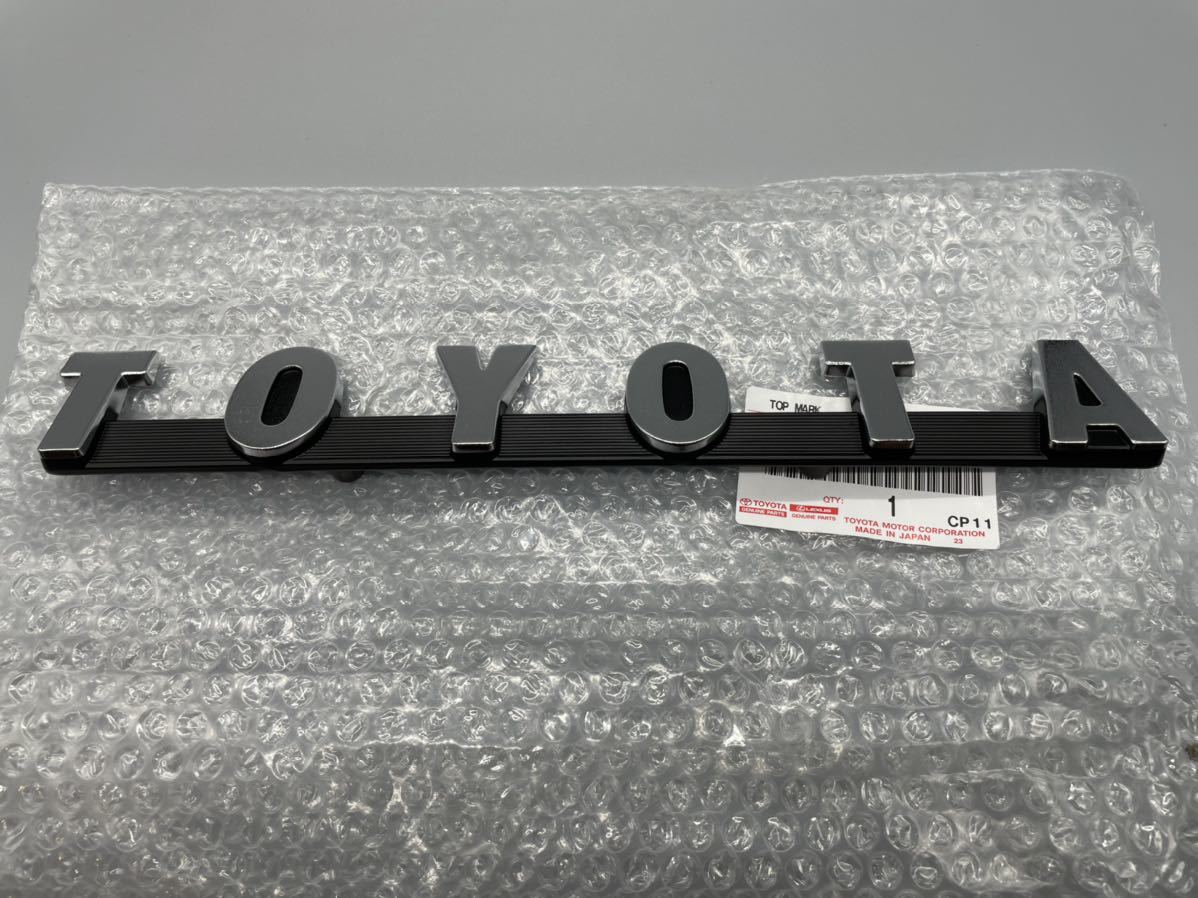 TOYOTA
TOP MARK
QTY: 1
TOYOTA
GENUINE PARTS
LEXUS
GENUINE PARTS
CP11
TOYOTA MOTOR CORPORATION
MADE IN JAPAN 23